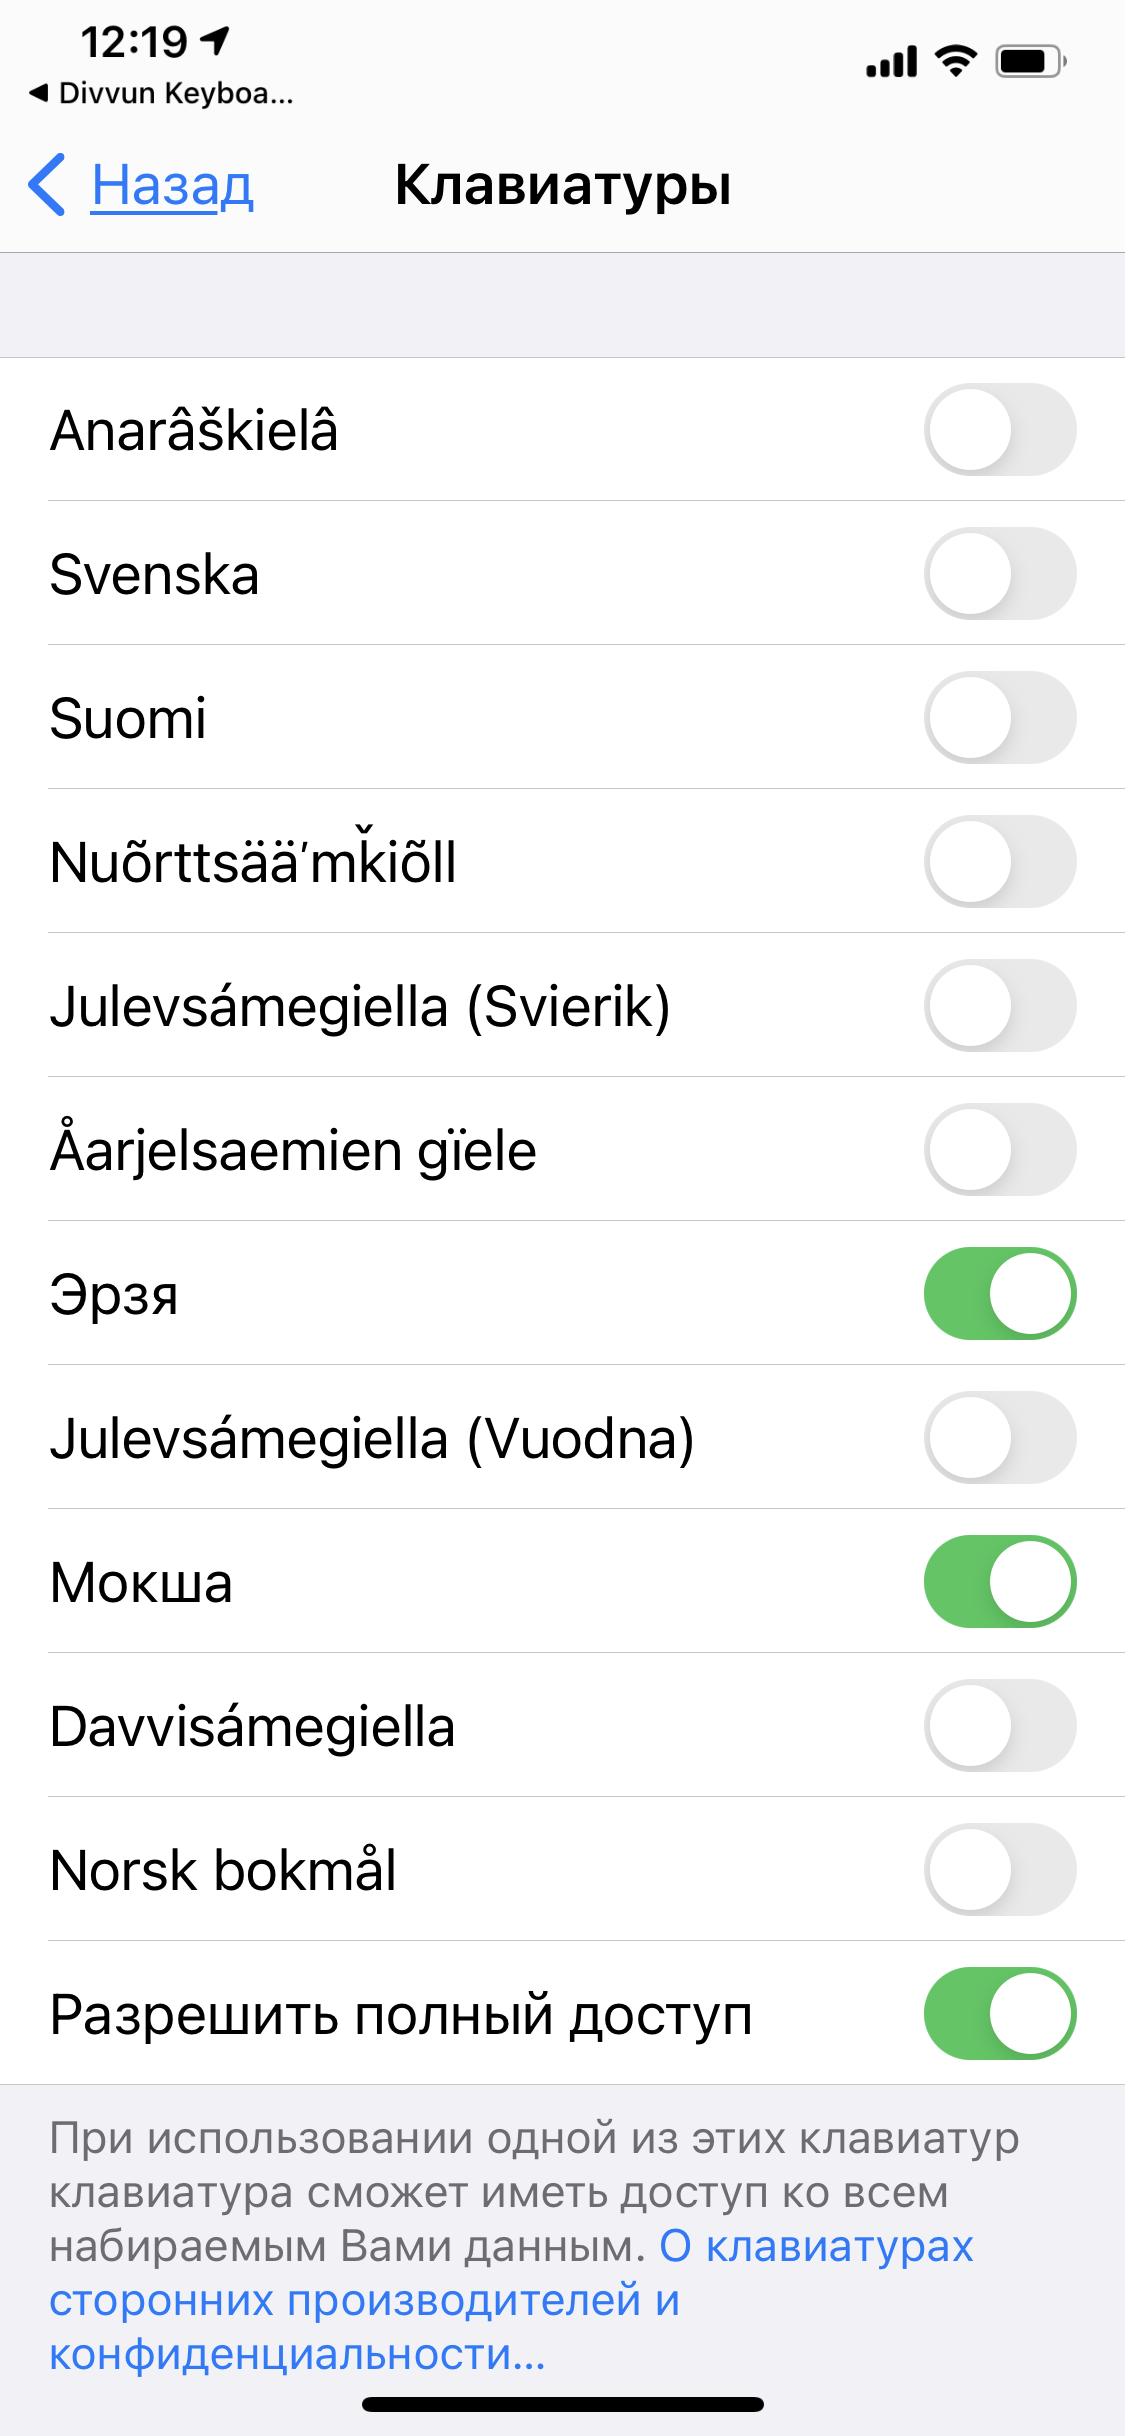 12:19
◀ Divvun Keyboa...
Назад
Клавиатуры
Anarâškielâ
Svenska
Suomi
Nuõrttsääʹmǩiõll
Julevsámegiella (Svierik)
Åarjelsaemien gïele
Эрзя
Julevsámegiella (Vuodna)
Мокша
Davvisámegiella
Norsk bokmål
Разрешить полный доступ
При использовании одной из этих клавиатур
клавиатура сможет иметь доступ ко всем
набираемым Вами данным. О клавиатурах
сторонних производителей и
конфиденциальности...